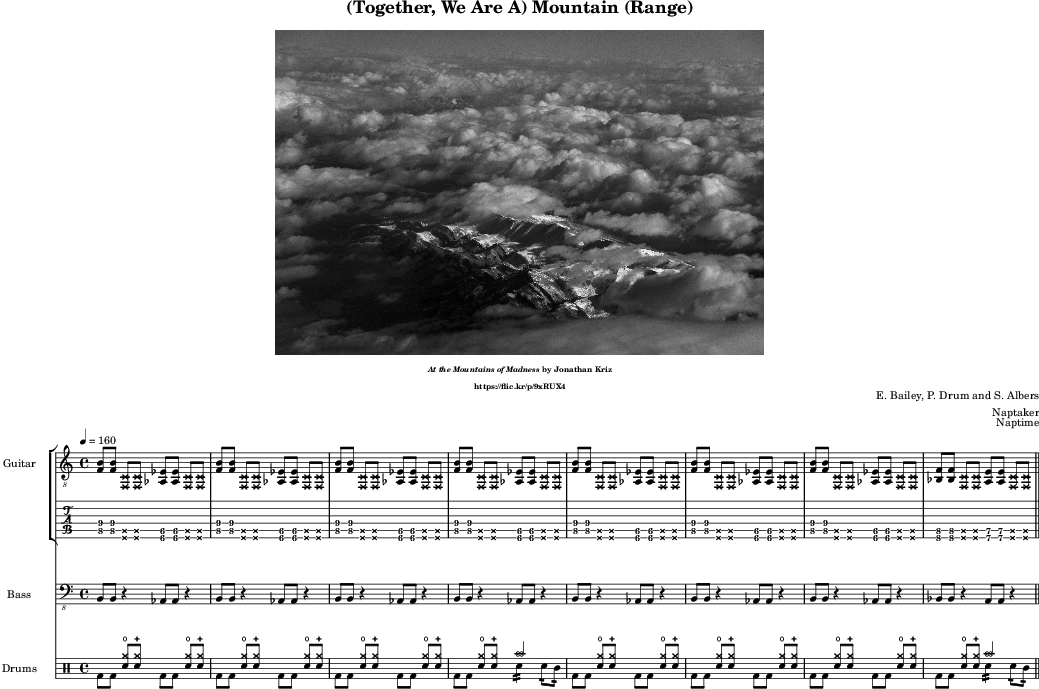 (Together, We Are A) Mountain (Range)
At the Mountains of Madness by Jonathan Kriz
https://flic.kr/p/9xRUX4
E. Bailey, P. Drum and S. Albers
Naptaker
Naptime
= 160
Guitar
Bass
Drums